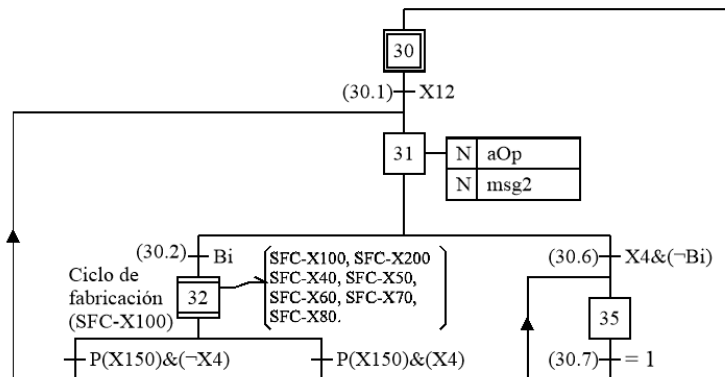 30
(30.1) X12
31
N aOp
N msg2
(30.2) Bi
(30.6) X4&(¬Bi)
Ciclo de
fabricación
(SFC-X100)
32
SFC-X100, SFC-X200
SFC-X40, SFC-X50,
SFC-X60, SFC-X70,
SFC-X80.
35
P(X150)&(¬X4)
P(X150)&(X4)
(30.7) = 1